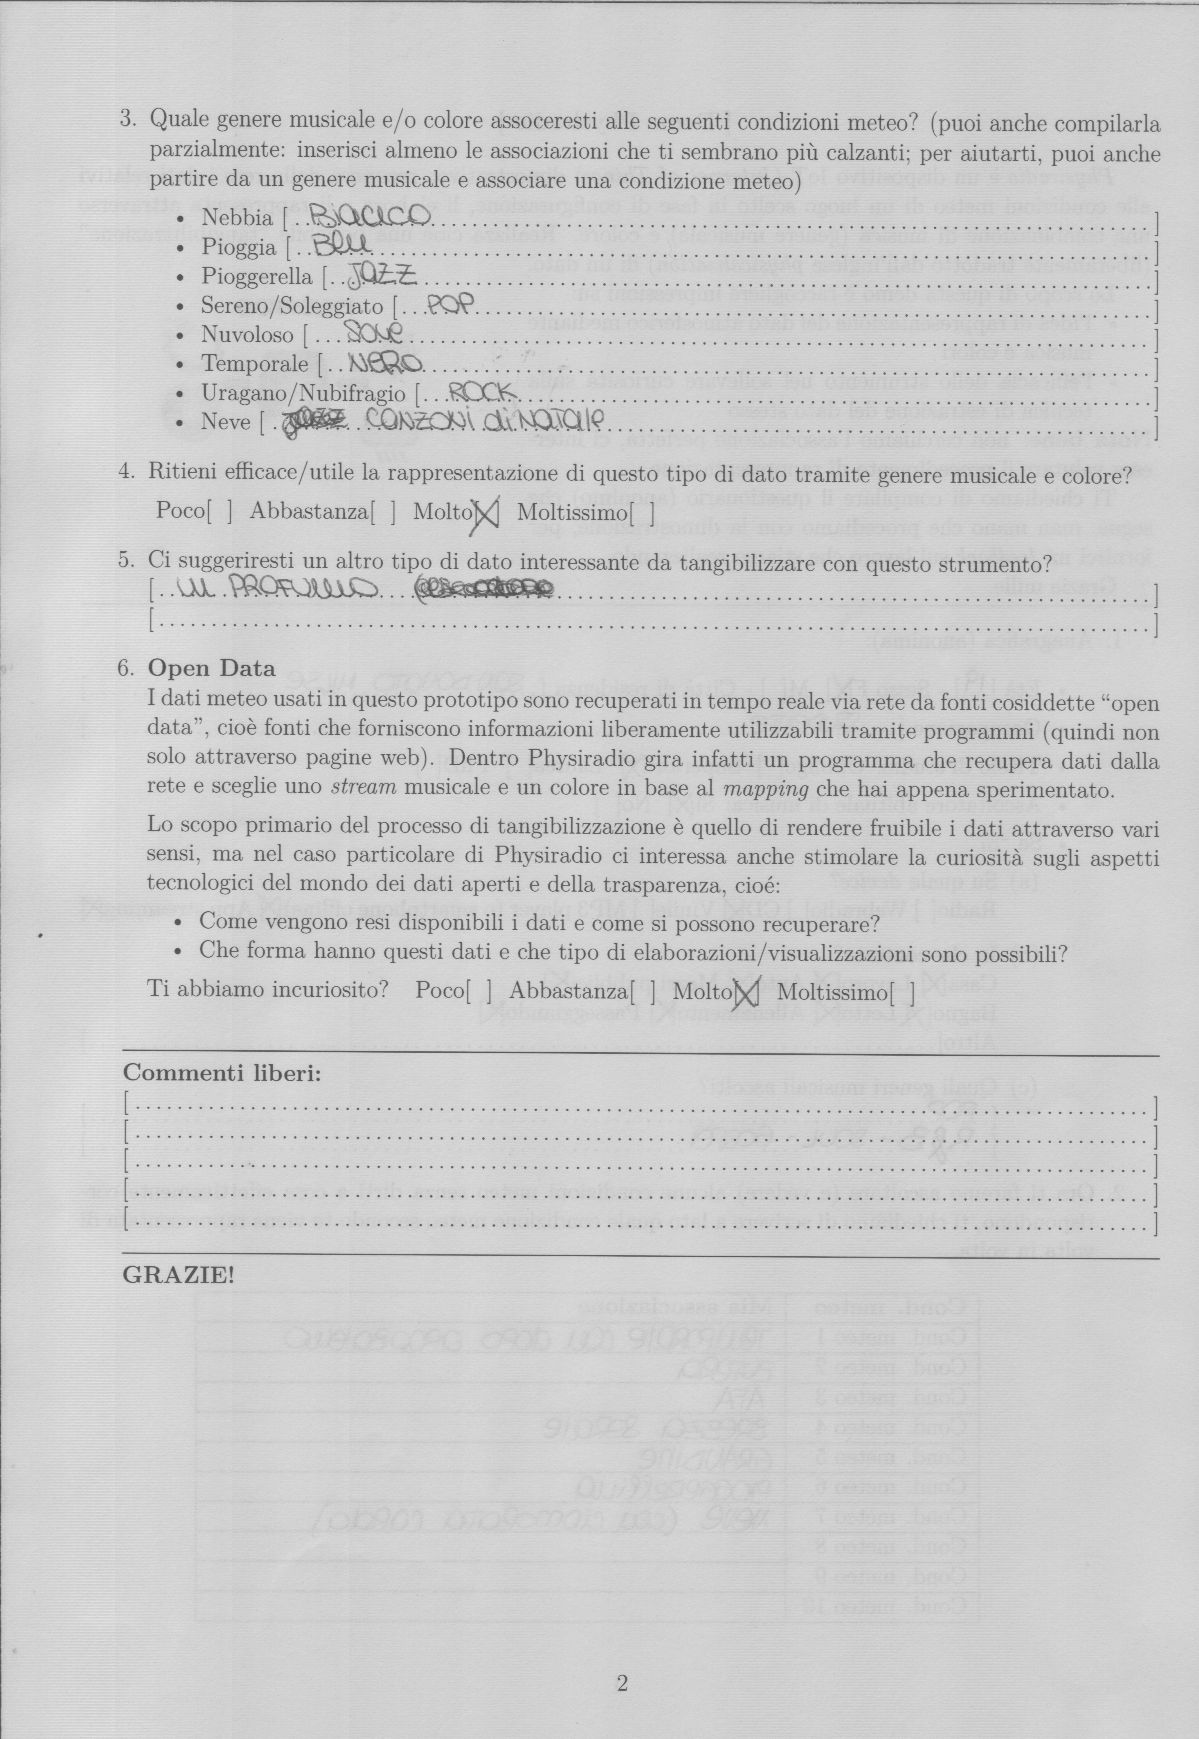 3. Quale genere musicale e/o colore assoceresti alle seguenti condizioni meteo? (puoi anche compilarla
parzialmente: inserisci almeno le associazioni che ti sembrano più calzanti; per aiutarti, puoi anche
partire da un genere musicale e associare una condizione meteo)
• Nebbia [ BIANCO ]
• Pioggia [ BLU ]
• Pioggerella [ JAZZ ]
• Sereno/Soleggiato [ POP ]
• Nuvoloso [ SOUL ]
• Temporale [ NERO ]
• Uragano/Nubifragio [ ROCK ]
• Neve [ CANZONI di NATALE ]
4. Ritieni efficace/utile la rappresentazione di questo tipo di dato tramite genere musicale e colore?
Poco[ ] Abbastanza[ ] Molto[X] Moltissimo[ ]
5. Ci suggeriresti un altro tipo di dato interessante da tangibilizzare con questo strumento?
[ UN PROFUMO ]
[ ]
6. Open Data
I dati meteo usati in questo prototipo sono recuperati in tempo reale via rete da fonti cosiddette “open
data”, cioè fonti che forniscono informazioni liberamente utilizzabili tramite programmi (quindi non
solo attraverso pagine web). Dentro Physiradio gira infatti un programma che recupera dati dalla
rete e sceglie uno stream musicale e un colore in base al mapping che hai appena sperimentato.
Lo scopo primario del processo di tangibilizzazione è quello di rendere fruibile i dati attraverso vari
sensi, ma nel caso particolare di Physiradio ci interessa anche stimolare la curiosità sugli aspetti
tecnologici del mondo dei dati aperti e della trasparenza, cioé:
• Come vengono resi disponibili i dati e come si possono recuperare?
• Che forma hanno questi dati e che tipo di elaborazioni/visualizzazioni sono possibili?
Ti abbiamo incuriosito? Poco[ ] Abbastanza[ ] Molto[X] Moltissimo[ ]
Commenti liberi:
[ ]
[ ]
[ ]
[ ]
[ ]
GRAZIE!
2